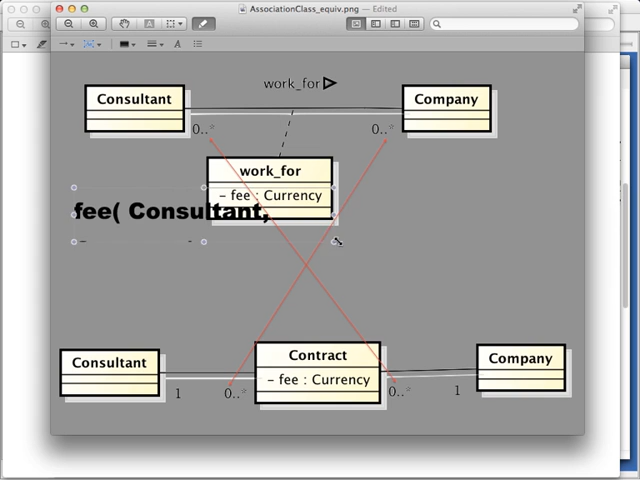 AssociationClass_equiv.png — Edited
work_for
Consultant
Company
0..*
0..*
work_for
- fee : Currency
fee( Consultant,
Consultant
Contract
Company
- fee : Currency
1
0..*
0..*
1